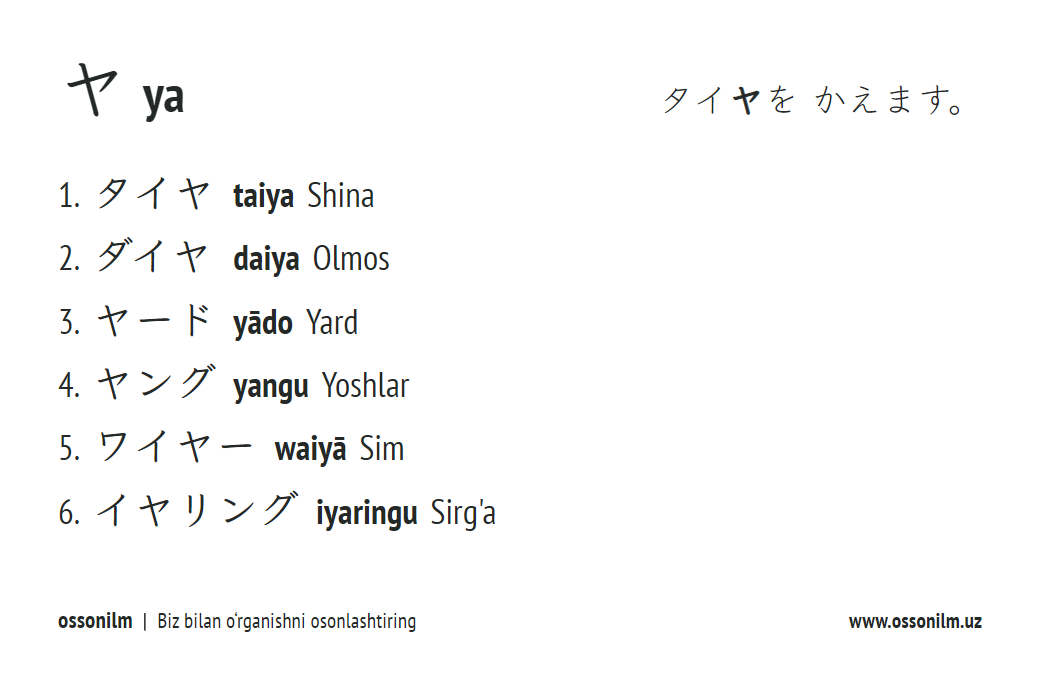 ヤ ya
タイヤを かえます。
1. タイヤ taiya Shina
2. ダイヤ daiya Olmos
3. ヤード yādo Yard
4. ヤング yangu Yoshlar
5. ワイヤー waiyā Sim
6. イヤリング iyaringu Sirg'a
ossonilm | Biz bilan o‘rganishni osonlashtiring
www.ossonilm.uz